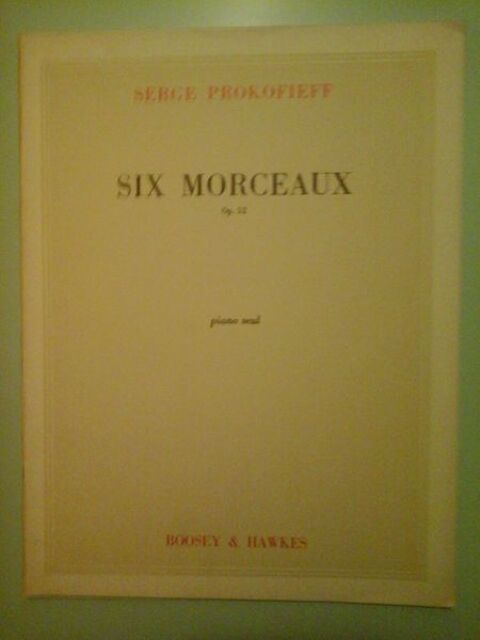 SERGE PROKOFIEFF
SIX MORCEAUX
Op. 52
piano seul
BOOSEY & HAWKES